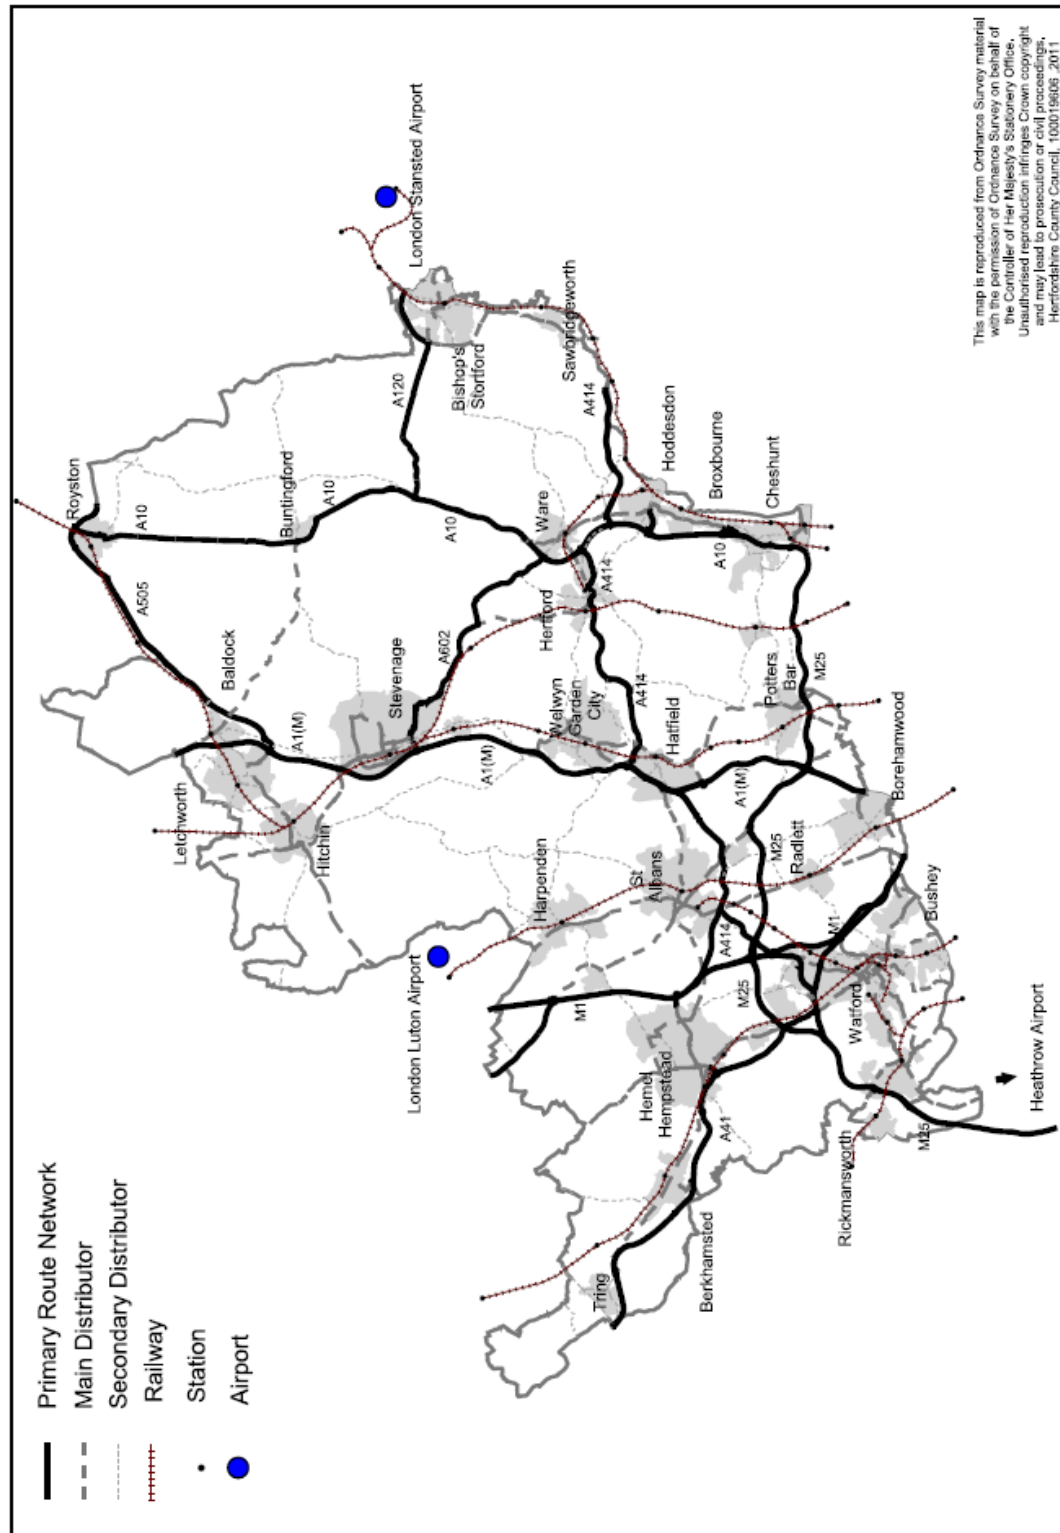 Primary Route Network
Main Distributor
Secondary Distributor
Railway
Station
Airport
Royston
A10
A505
Buntingford
A10
A120
London Stansted Airport
Bishop's
Stortford
Baldock
Letchworth
A1(M)
Hitchin
Stevenage
A602
A10
Ware
Sawbridgeworth
A414
Hoddesdon
London Luton Airport
Harpenden
A1(M)
Welwyn
Garden
City
Hertford
A414
A414
Broxbourne
A10
Cheshunt
Tring
Berkhamsted
A41
Hemel
Hempstead
M1
St
Albans
Hatfield
A414
A1(M)
Potters
Bar
M25
M25
M25
Radlett
M1
Borehamwood
Watford
Bushey
Rickmansworth
M25
Heathrow Airport
This map is reproduced from Ordnance Survey material
with the permission of Ordnance Survey on behalf of
the Controller of Her Majesty's Stationery Office.
Unauthorised reproduction infringes Crown copyright
and may lead to prosecution or civil proceedings.
Hertfordshire County Council. 100019606 .2011